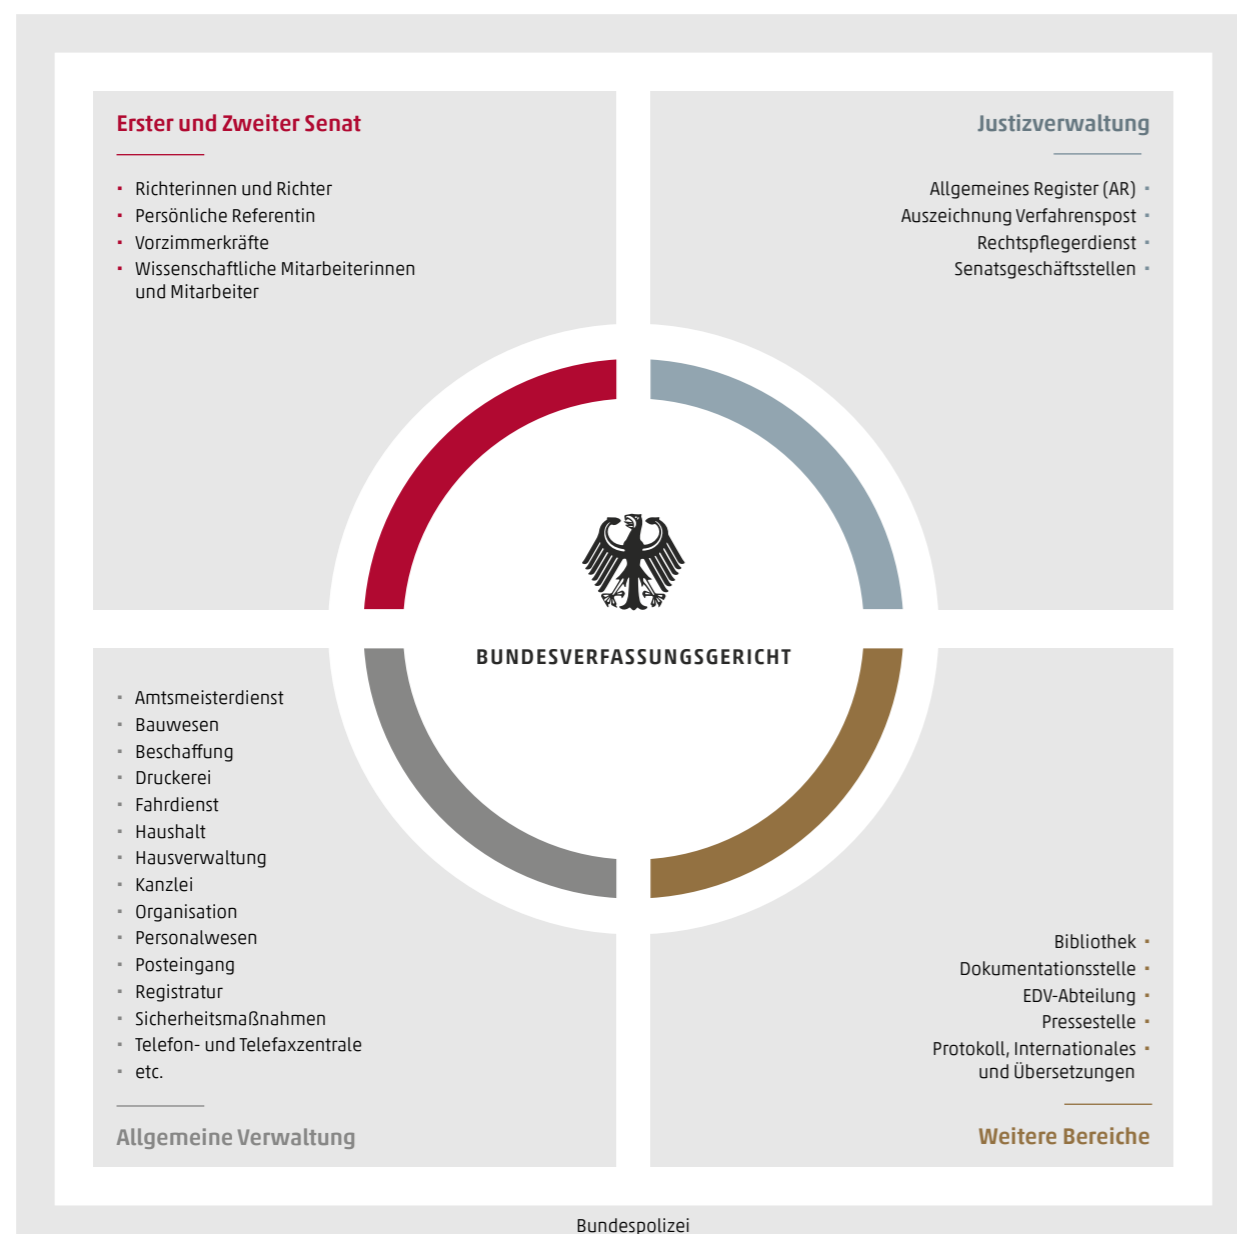 Erster und Zweiter Senat
Richterinnen und Richter
Persönliche Referentin
Vorzimmerkräfte
Wissenschaftliche Mitarbeiterinnen
und Mitarbeiter
Justizverwaltung
Allgemeines Register (AR)
Auszeichnung Verfahrenspost
Rechtspflegerdienst
Senatsgeschäftsstellen
BUNDESVERFASSUNGSGERICHT
Amtsmeisterdienst
Bauwesen
Beschaffung
Druckerei
Fahrdienst
Haushalt
Hausverwaltung
Kanzlei
Organisation
Personalwesen
Posteingang
Registratur
Sicherheitsmaßnahmen
Telefon- und Telefaxzentrale
etc.
Allgemeine Verwaltung
Bibliothek
Dokumentationsstelle
EDV-Abteilung
Pressestelle
Protokoll, Internationales
und Übersetzungen
Weitere Bereiche
Bundespolizei